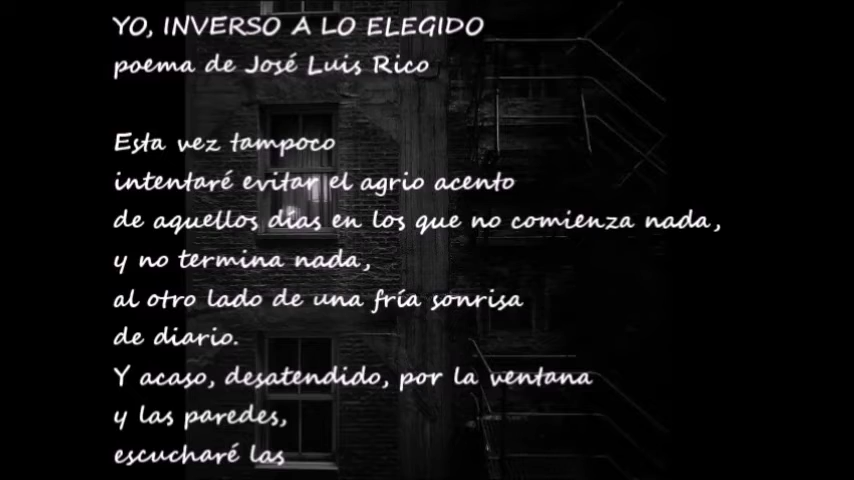 YO, INVERSO A LO ELEGIDO
poema de José Luis Rico
Esta vez tampoco
intentaré evitar el agrio acento
de aquellos días en los que no comienza nada,
y no termina nada,
al otro lado de una fría sonrisa
de diario.
Y acaso, desatendido, por la ventana
y las paredes,
escucharé las